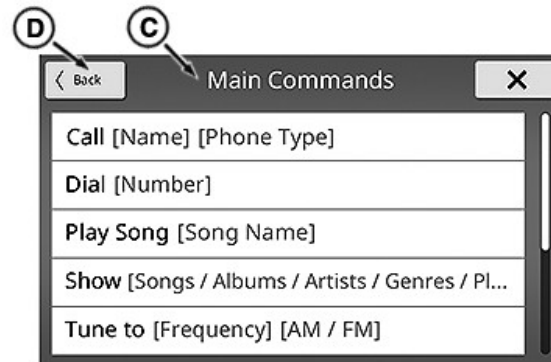 D C
< Back Main Commands X
Call [Name] [Phone Type]
Dial [Number]
Play Song [Song Name]
Show [Songs / Albums / Artists / Genres / Pl...
Tune to [Frequency] [AM / FM]